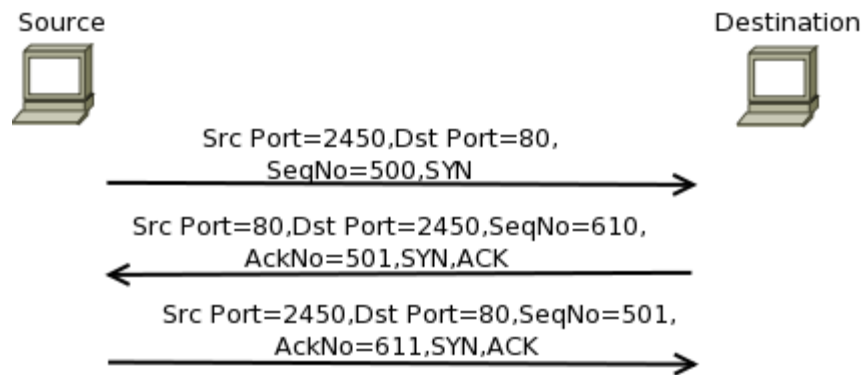 Source
Destination
Src Port=2450,Dst Port=80,
SeqNo=500,SYN
Src Port=80,Dst Port=2450,SeqNo=610,
AckNo=501,SYN,ACK
Src Port=2450,Dst Port=80,SeqNo=501,
AckNo=611,SYN,ACK